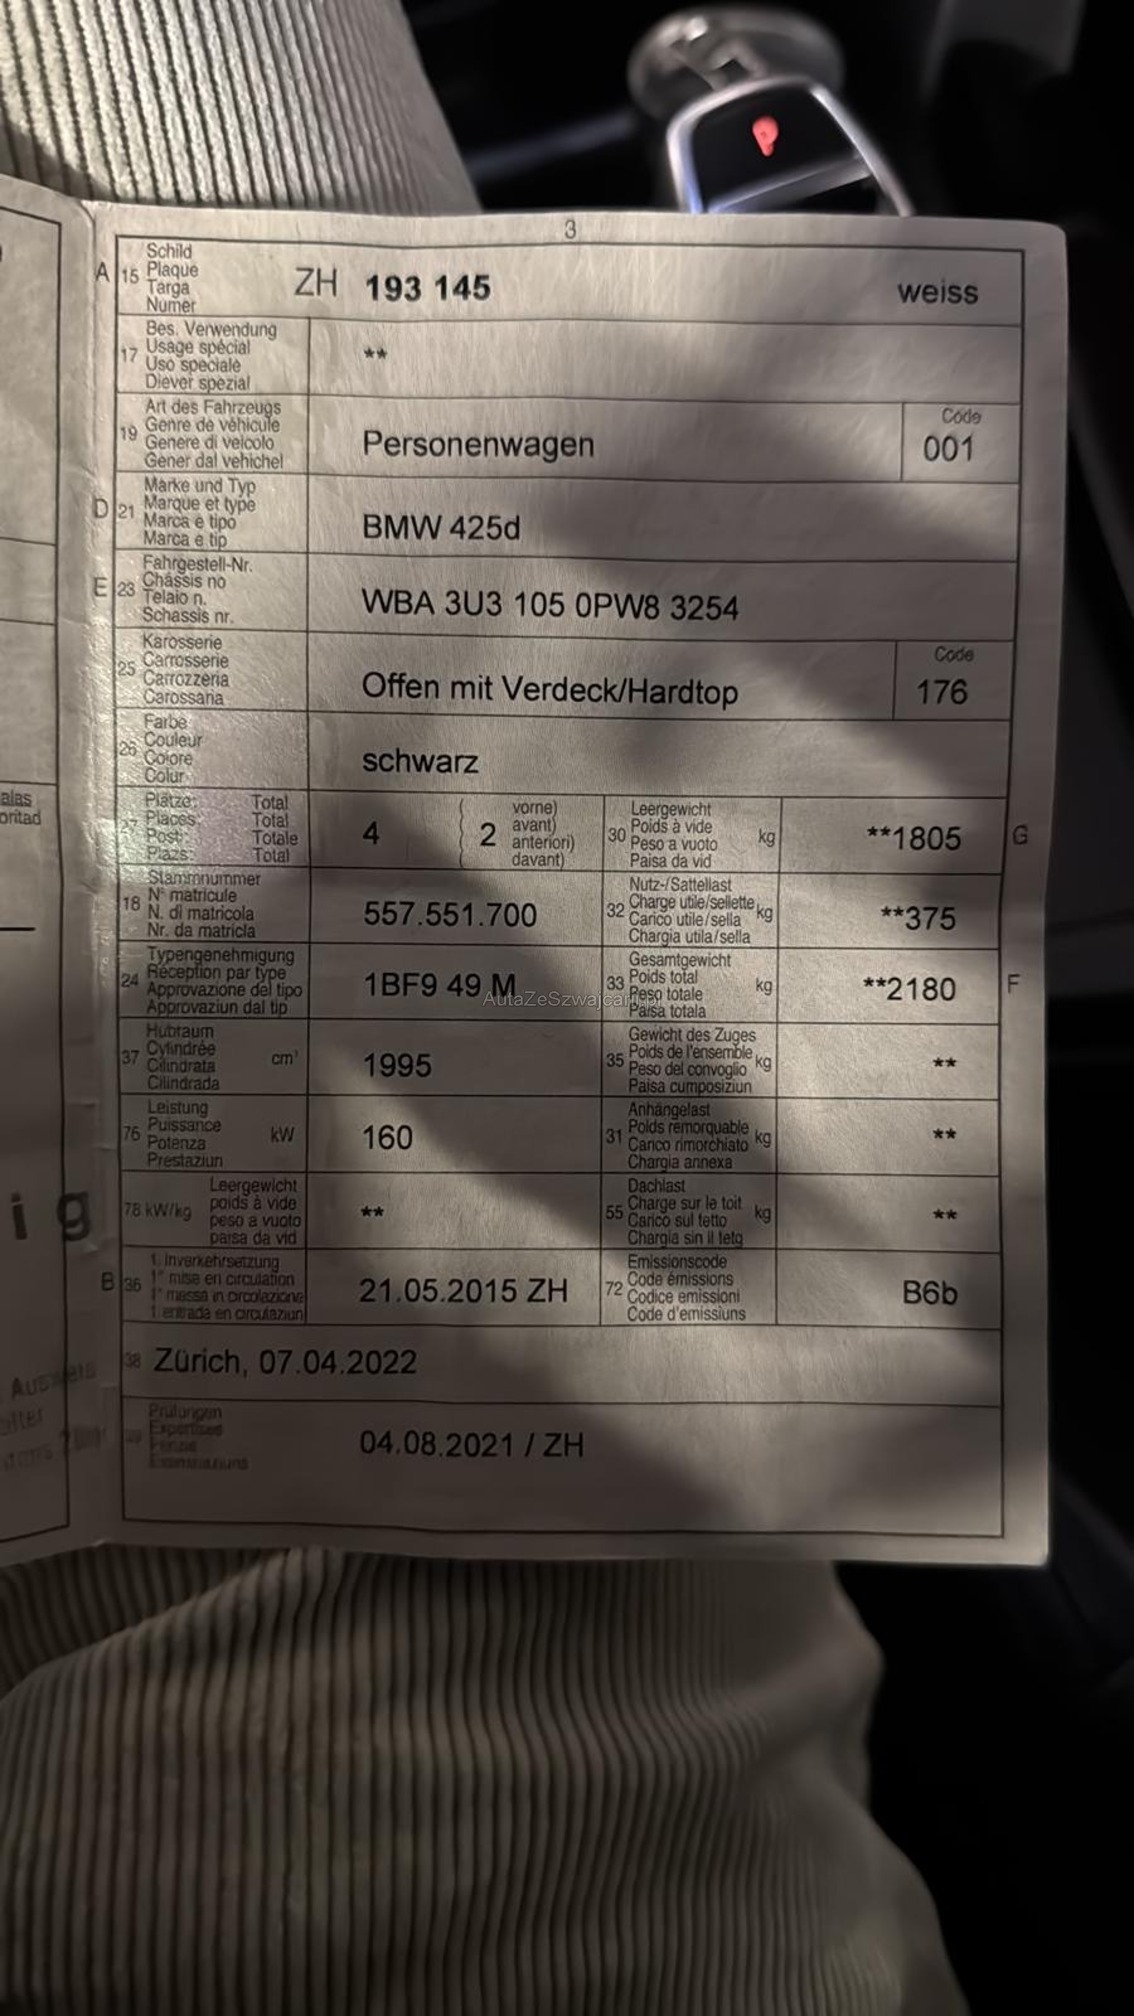 3
A 15 Schild
Plaque
Targa
Numer
ZH 193 145 weiss
17 Bes. Verwendung
Usage spécial
Uso speciale
Diever spezial
**
19 Art des Fahrzeugs
Genre de véhicule
Genere di veicolo
Gener dal vehichel
Personenwagen
Code
001
D 21 Marke und Typ
Marque et type
Marca e tipo
Marca e tip
BMW 425d
E 23 Fahrgestell-Nr.
Châssis no
Telaio n.
Schassis nr.
WBA 3U3 105 0PW8 3254
25 Karosserie
Carrosserie
Carrozzeria
Carossaria
Offen mit Verdeck/Hardtop
Code
176
26 Farbe
Couleur
Colore
Colur
schwarz
Plätze: Total
Places: Total
Posti: Totale
Plazs: Total
4 ( 2
vorne)
avant)
anteriori)
davant)
30 Leergewicht
Poids à vide
Peso a vuoto
Paisa da vid
kg
**1805 G
18 Stammnummer
N° matricule
N. di matricola
Nr. da matricla
557.551.700
32 Nutz-/Sattellast
Charge utile/sellette
Carico utile/sella
Chargia utila/sella
kg
**375
24 Typengenehmigung
Réception par type
Approvazione del tipo
Approvaziun dal tip
1BF9 49 M
33 Gesamtgewicht
Poids total
Peso totale
Paisa totala
kg
**2180 F
37 Hubraum
Cylindrée
Cilindrata
Cilindrada
cm³
1995
35 Gewicht des Zuges
Poids de l'ensemble
Peso del convoglio
Paisa cumposiziun
kg
**
76 Leistung
Puissance
Potenza
Prestaziun
kW
160
31 Anhängelast
Poids remorquable
Carico rimorchiato
Chargia annexa
kg
**
78 kW/kg
Leergewicht
poids à vide
peso a vuoto
paisa da vid
**
55 Dachlast
Charge sur le toit
Carico sul tetto
Chargia sin il tetg
kg
**
B 36 1. Inverkehrsetzung
1re mise en circulation
1a messa in circolazione
1. entrada en circulaziun
21.05.2015 ZH
72 Emissionscode
Code émissions
Codice emissioni
Code d'emissiuns
B6b
38 Zürich, 07.04.2022
Prüfungen
Expertises
04.08.2021 / ZH
alas
oritad
ig